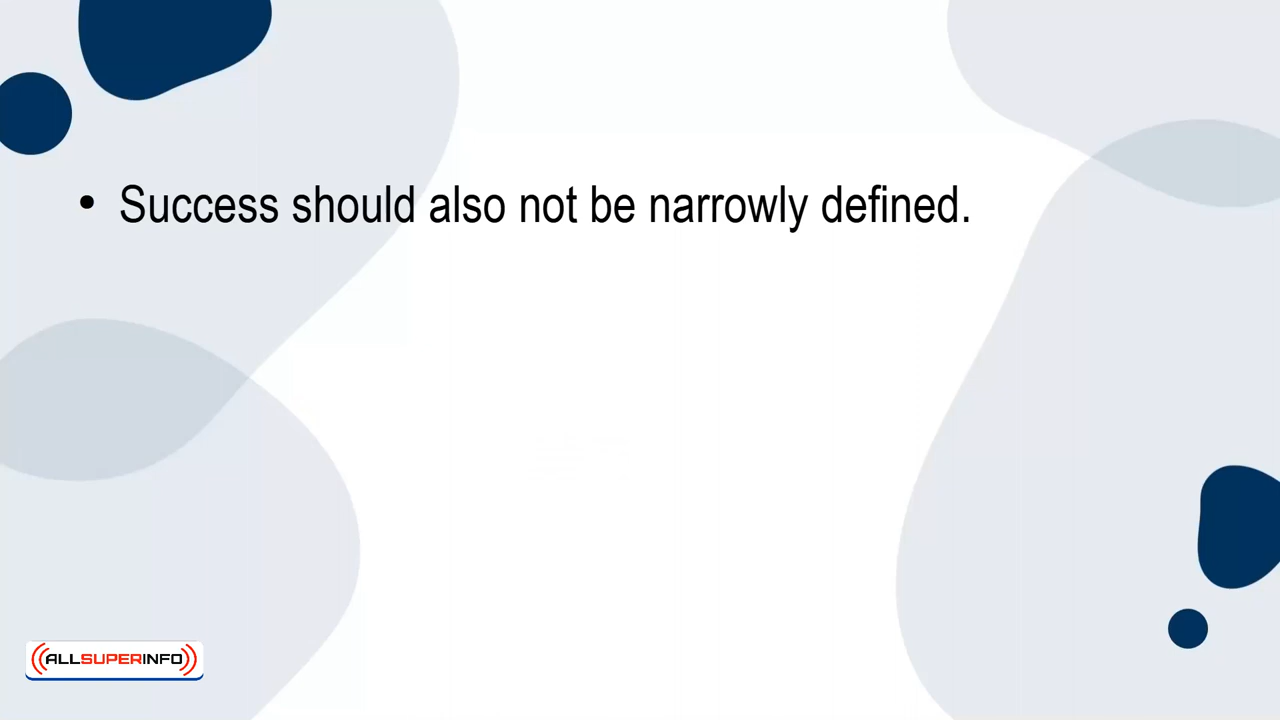 • Success should also not be narrowly defined.
ALLSUPERINFO